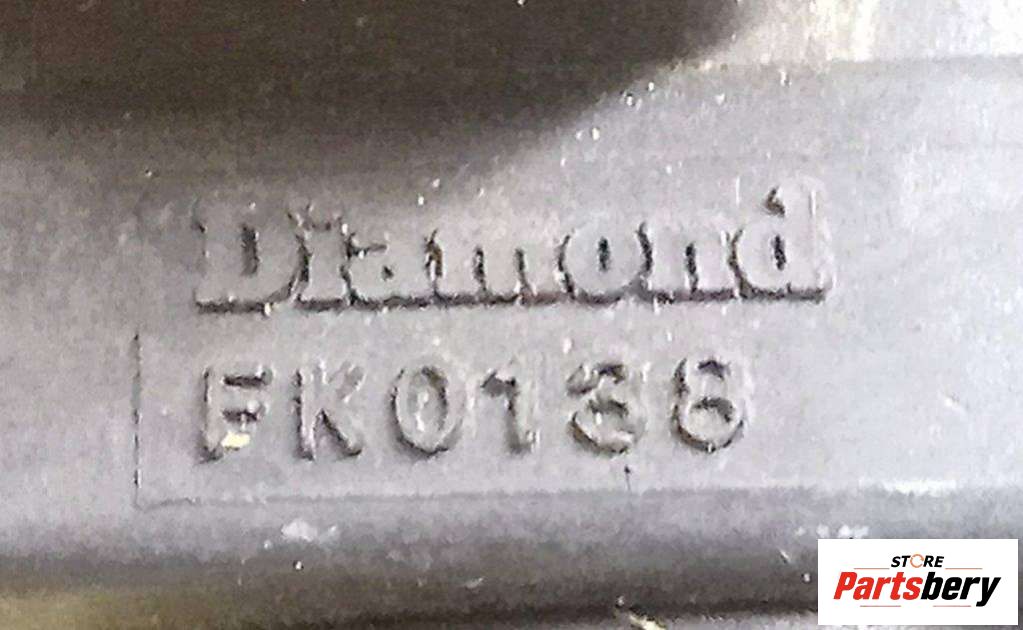 Diamond
FK0138
STORE
Partsbery